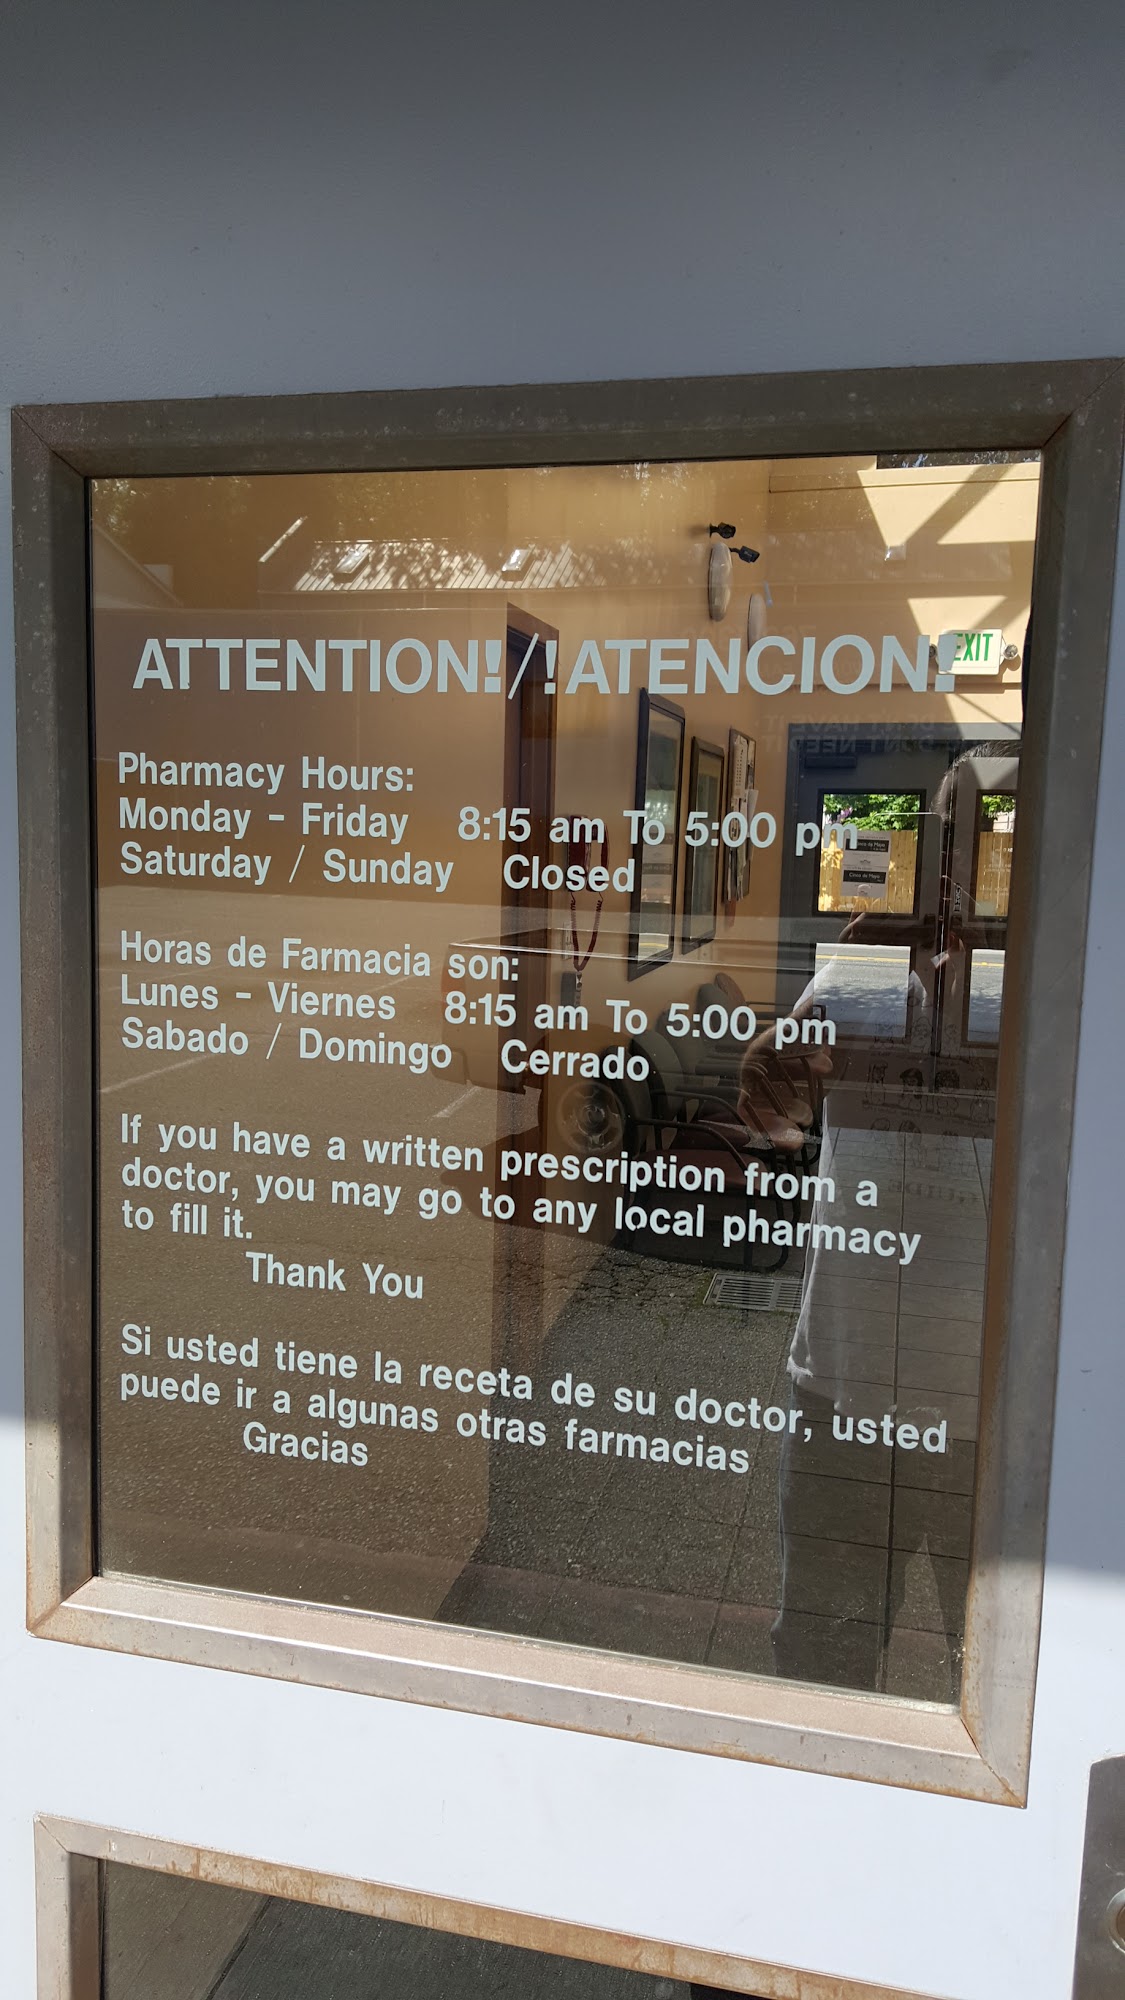 ATTENTION!/!ATENCION!
EXIT
Pharmacy Hours:
Monday - Friday 8:15 am To 5:00 pm
Saturday / Sunday Closed
Horas de Farmacia son:
Lunes - Viernes 8:15 am To 5:00 pm
Sabado / Domingo Cerrado
If you have a written prescription from a
doctor, you may go to any local pharmacy
to fill it.
Thank You
Si usted tiene la receta de su doctor, usted
puede ir a algunas otras farmacias
Gracias